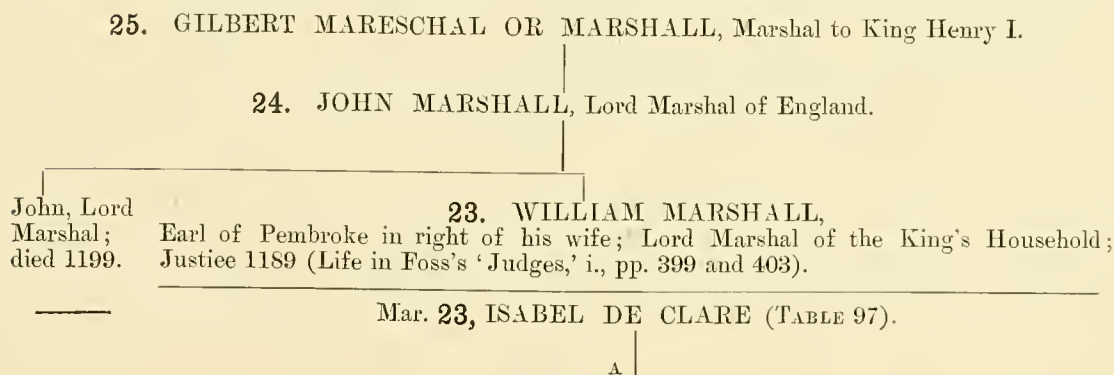 25. GILBERT MARESCHAL OR MARSHALL, Marshal to King Henry I.
24. JOHN MARSHALL, Lord Marshal of England.
John, Lord
Marshal;
died 1199.
23. WILLIAM MARSHALL,
Earl of Pembroke in right of his wife; Lord Marshal of the King's Household;
Justice 1189 (Life in Foss's ‘Judges,’ i., pp. 399 and 403).
Mar. 23, ISABEL DE CLARE (TABLE 97).
A